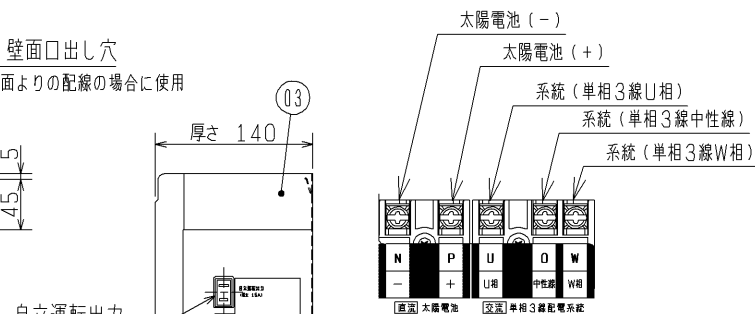 太陽電池(-)
太陽電池(+)
系統(単相3線U相)
系統(単相3線中性線)
系統(単相3線W相)
壁面口出し穴
面よりの配線の場合に使用
03
厚さ 140
5
45
N P U O W
- + U相 中性線 W相
直流 太陽電池 交流 単相3線配電系統
自立運転出力